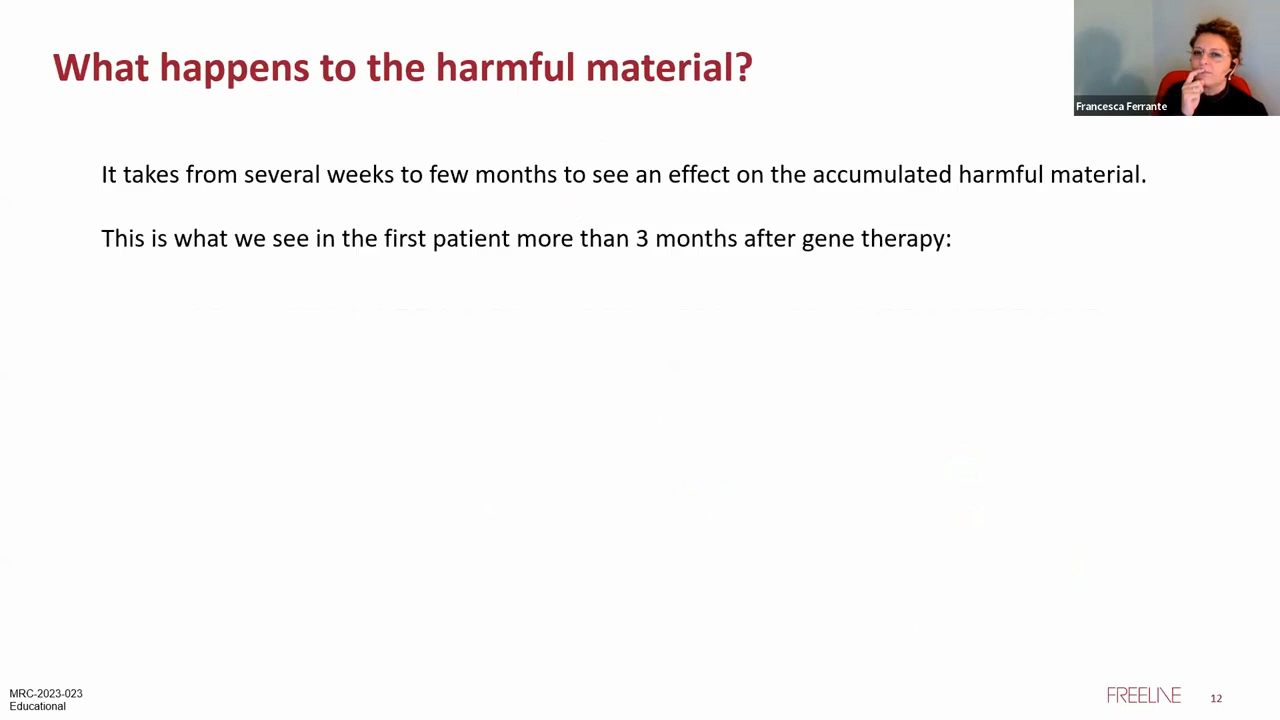 What happens to the harmful material?
Francesca Ferrante
It takes from several weeks to few months to see an effect on the accumulated harmful material.
This is what we see in the first patient more than 3 months after gene therapy:
MRC-2023-023
Educational
FREELINE
12